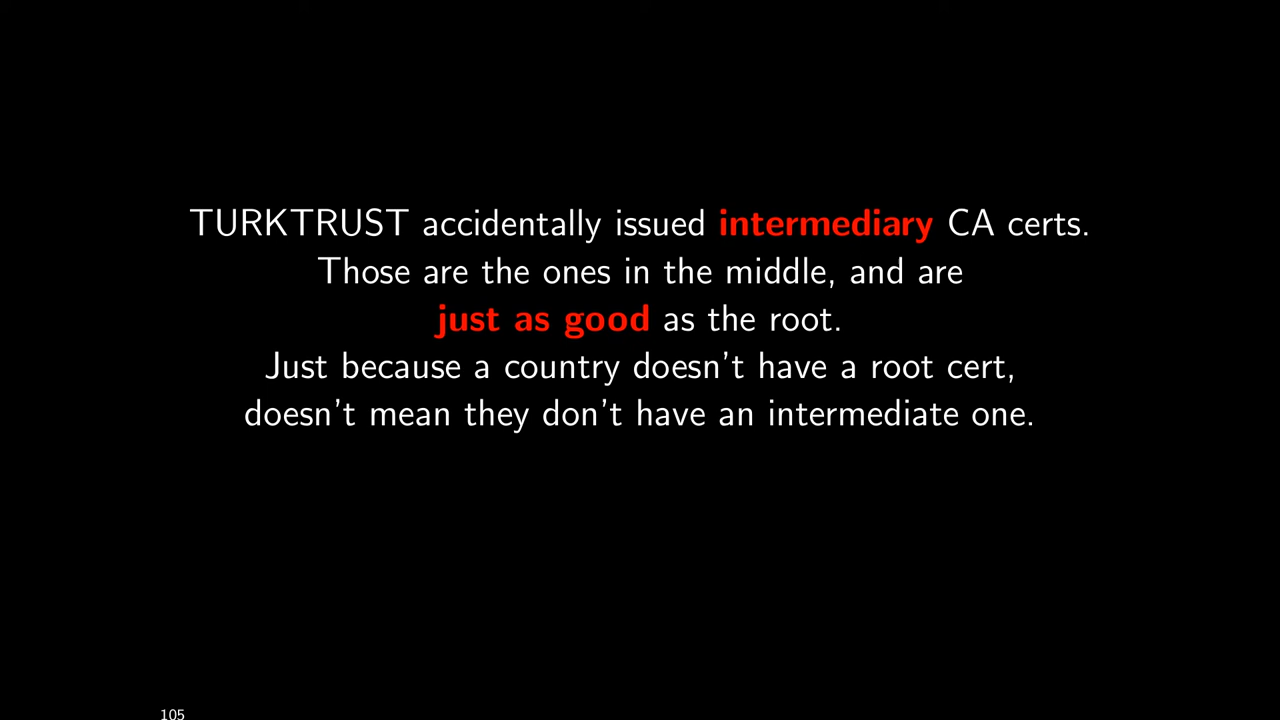 TURKTRUST accidentally issued intermediary CA certs.
Those are the ones in the middle, and are
just as good as the root.
Just because a country doesn't have a root cert,
doesn't mean they don't have an intermediate one.
105